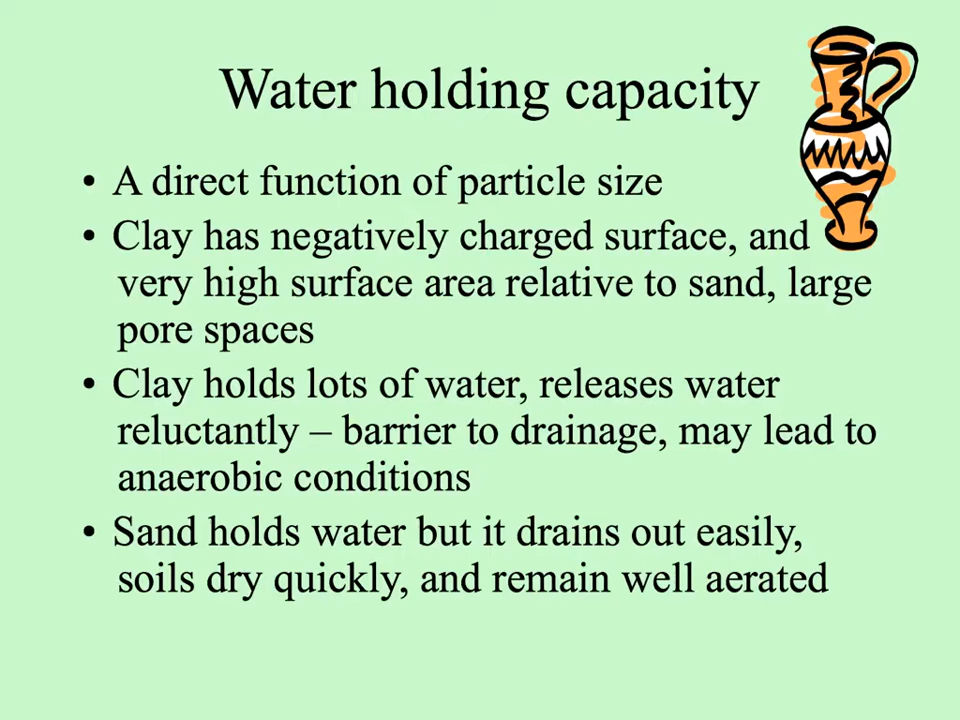 Water holding capacity
• A direct function of particle size
• Clay has negatively charged surface, and
very high surface area relative to sand, large
pore spaces
• Clay holds lots of water, releases water
reluctantly – barrier to drainage, may lead to
anaerobic conditions
• Sand holds water but it drains out easily,
soils dry quickly, and remain well aerated